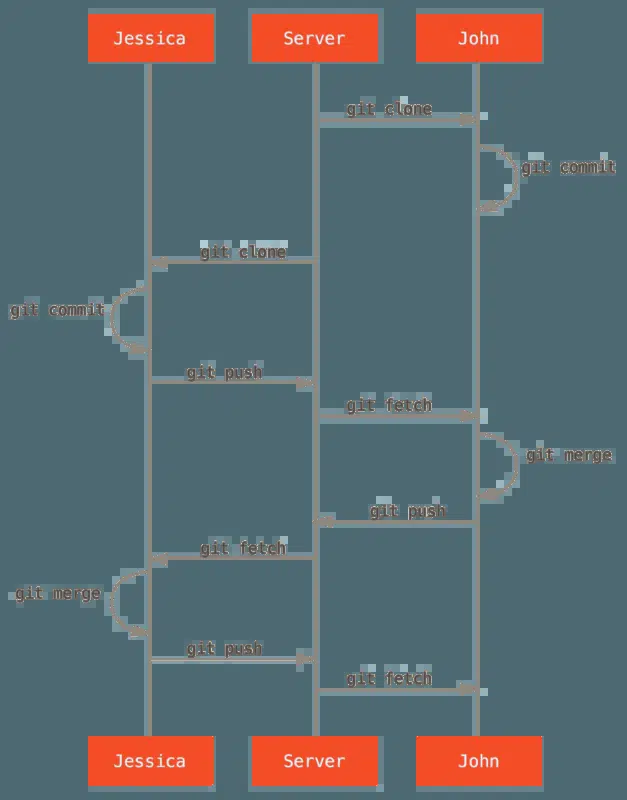 Jessica Server John
git clone
git commit
git clone
git commit
git push
git fetch
git merge
git push
git fetch
git merge
git push
git fetch
Jessica Server John